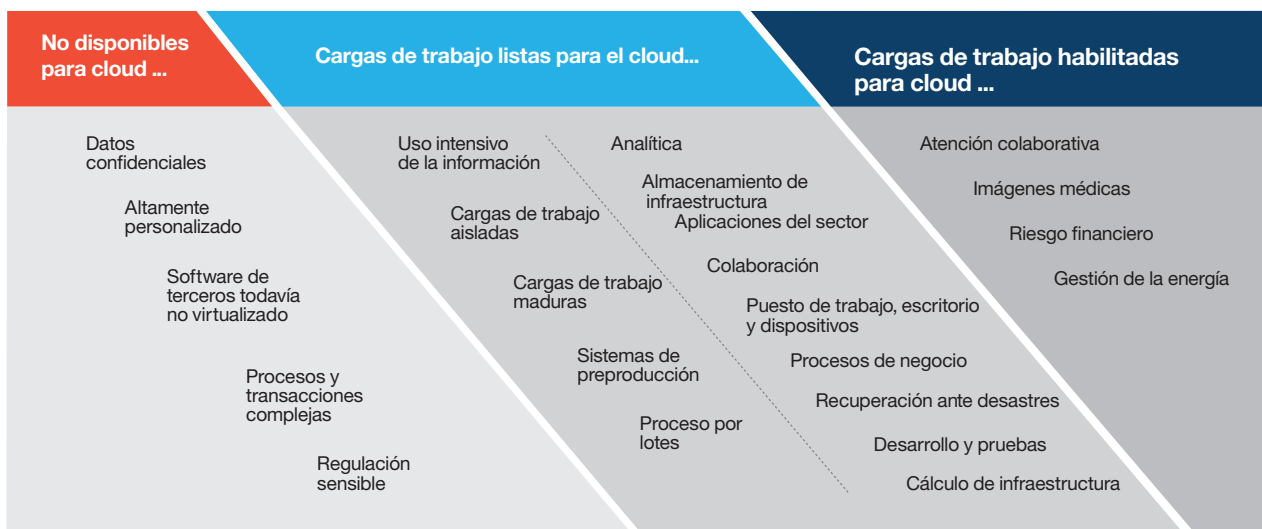 No disponibles
para cloud ...
Cargas de trabajo listas para el cloud...
Cargas de trabajo habilitadas
para cloud ...
Datos
confidenciales
Altamente
personalizado
Software de
terceros todavía
no virtualizado
Procesos y
transacciones
complejas
Regulación
sensible
Uso intensivo
de la información
Cargas de trabajo
aisladas
Cargas de trabajo
maduras
Sistemas de
preproducción
Proceso por
lotes
Analítica
Almacenamiento de
infraestructura
Aplicaciones del sector
Colaboración
Puesto de trabajo, escritorio
y dispositivos
Procesos de negocio
Recuperación ante desastres
Desarrollo y pruebas
Cálculo de infraestructura
Atención colaborativa
Imágenes médicas
Riesgo financiero
Gestión de la energía